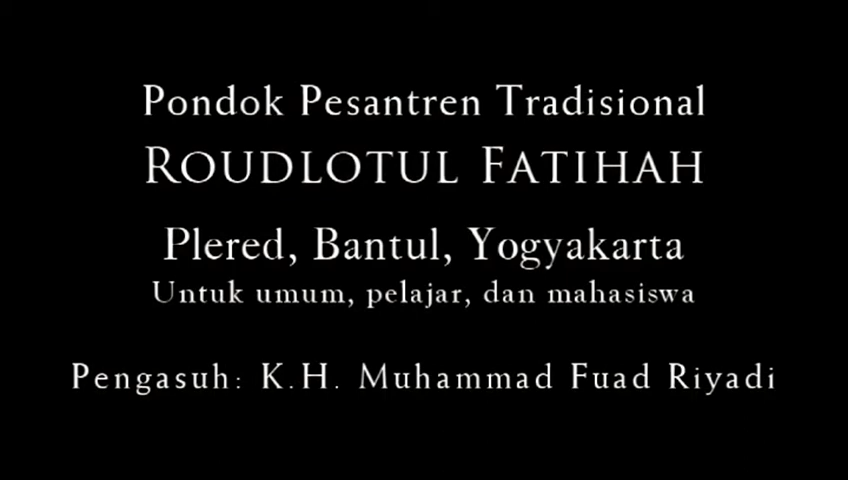 Pondok Pesantren Tradisional
ROUDLOTUL FATIHAH
Plered, Bantul, Yogyakarta
Untuk umum, pelajar, dan mahasiswa
Pengasuh: K.H. Muhammad Fuad Riyadi